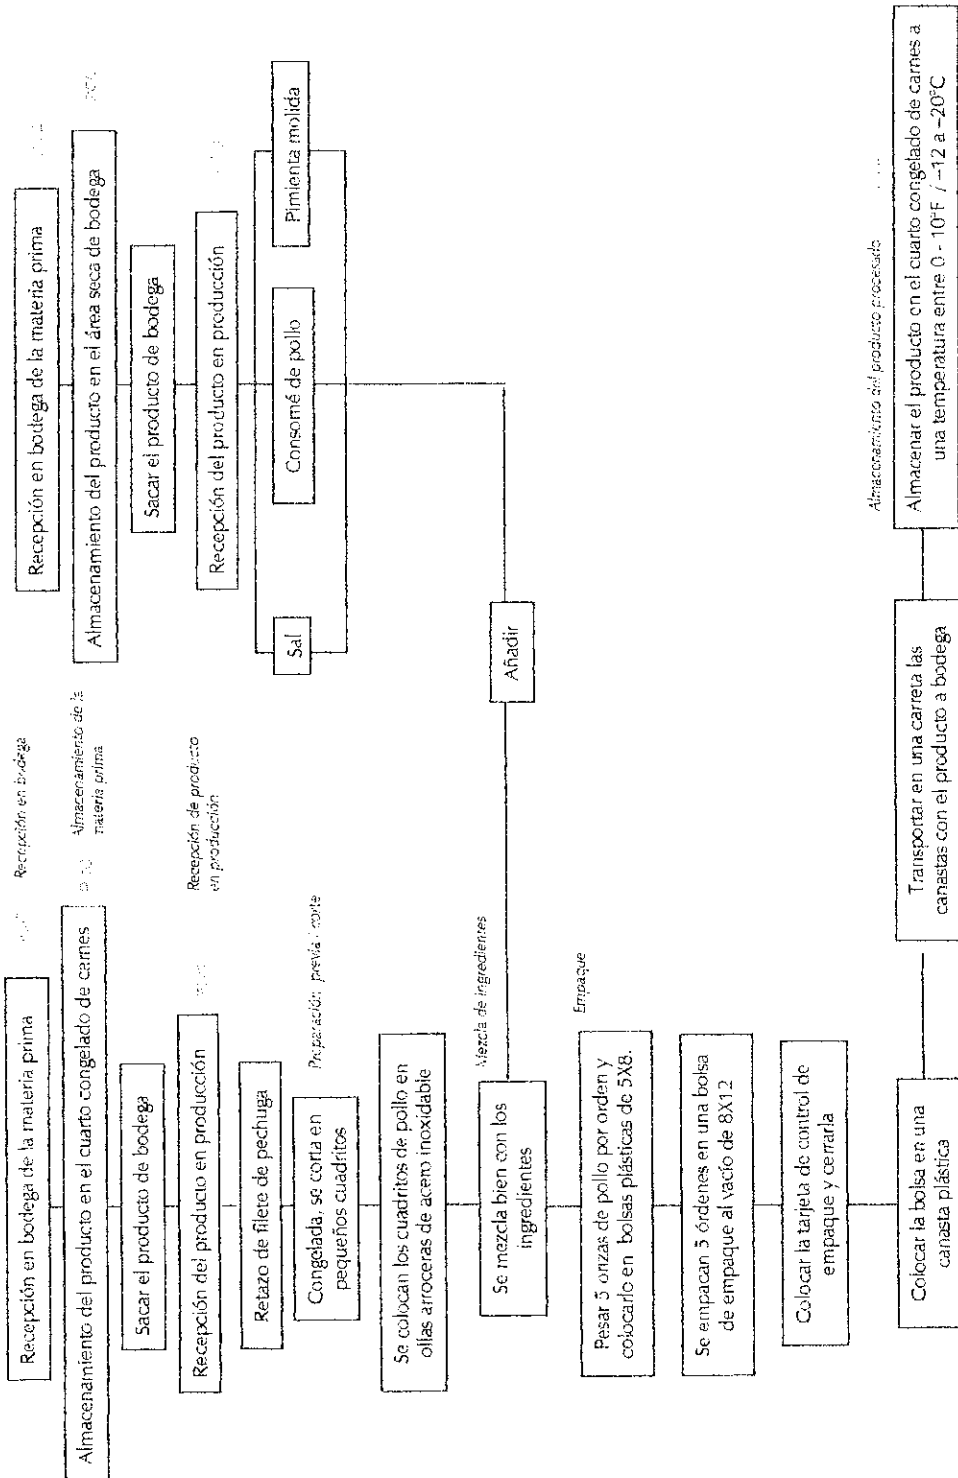 Recepción en bodega de la materia prima
Recepción en bodega
Almacenamiento del producto en el cuarto congelado de carnes
Almacenamiento de la
materia prima
Sacar el producto de bodega
Recepción del producto en producción
Recepción de producto
en producción
Retazo de filete de pechuga
Preparación previa / corte
Congelada, se corta en
pequeños cuadritos
Se colocan los cuadritos de pollo en
ollas arroceras de acero inoxidable
Mezcla de ingredientes
Se mezcla bien con los
ingredientes
Recepción en bodega de la materia prima
Almacenamiento del producto en el área seca de bodega
Sacar el producto de bodega
Recepción del producto en producción
Sal
Consomé de pollo
Pimienta molida
Añadir
Empaque
Pesar 5 onzas de pollo por orden y
colocarlo en bolsas plásticas de 5X8.
Se empacan 5 órdenes en una bolsa
de empaque al vacío de 8X12
Colocar la tarjeta de control de
empaque y cerrarla
Colocar la bolsa en una
canasta plástica
Transportar en una carreta las
canastas con el producto a bodega
Almacenamiento del producto procesado
Almacenar el producto en el cuarto congelado de carnes a
una temperatura entre 0 - 10°F / -12 a -20°C